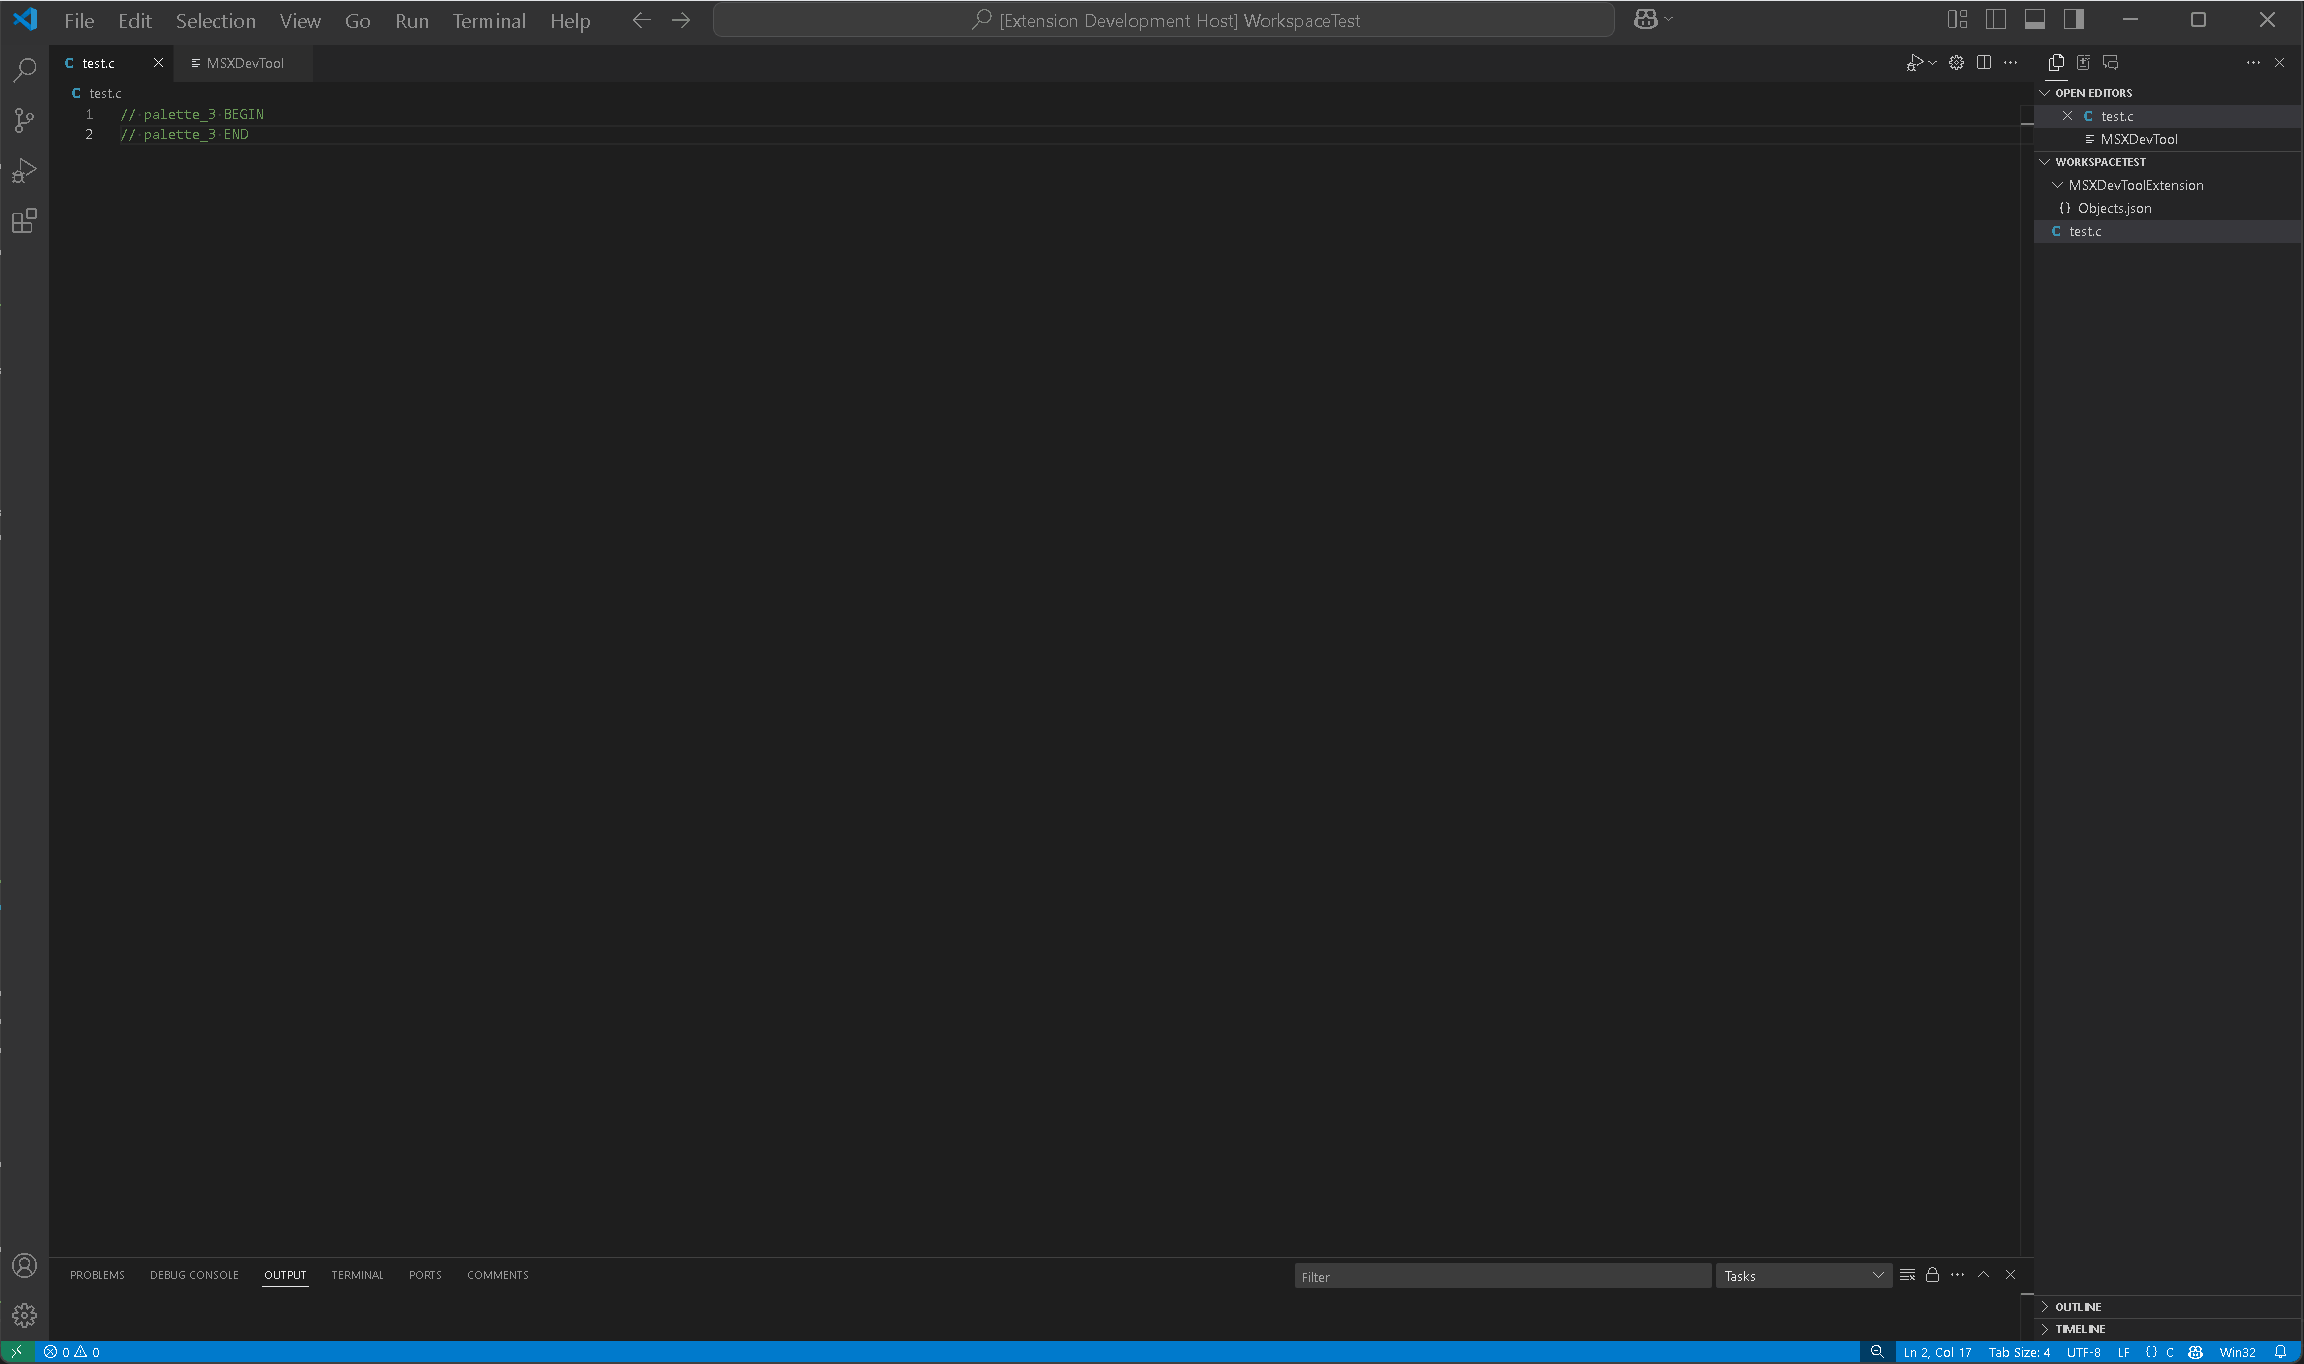 File Edit Selection View Go Run Terminal Help [Extension Development Host] WorkspaceTest
test.c MSXDevTool
test.c
1 // palette_3 BEGIN
2 // palette_3 END
OPEN EDITORS
test.c
MSXDevTool
WORKSPACETEST
MSXDevToolExtension
{} Objects.json
test.c
PROBLEMS DEBUG CONSOLE OUTPUT TERMINAL PORTS COMMENTS Filter Tasks
OUTLINE
TIMELINE
0 0 Ln 2, Col 17 Tab Size: 4 UTF-8 LF {} C Win32